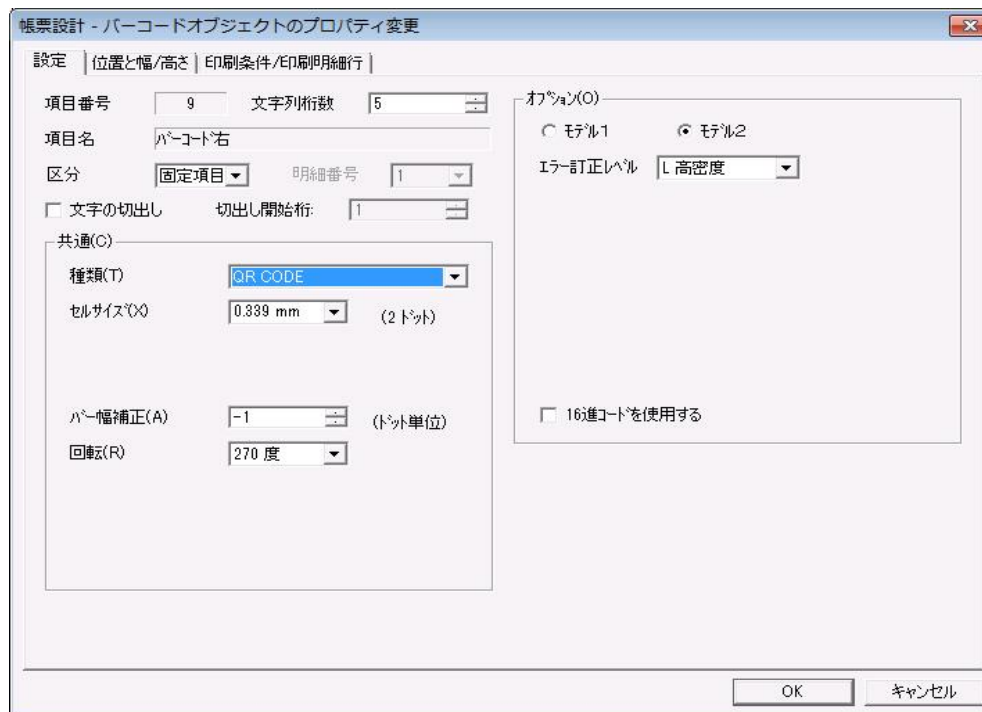 帳票設計 - バーコードオブジェクトのプロパティ変更
設定 位置と幅/高さ 印刷条件/印刷明細行
項目番号 9 文字列桁数 5
項目名 ﾊﾞｰｺｰﾄﾞ右
区分 固定項目 明細番号 1
文字の切出し 切出し開始桁: 1
共通(C)
種類(T) QR CODE
ｾﾙｻｲｽﾞ(X) 0.339 mm (2 ﾄﾞｯﾄ)
ﾊﾞｰ幅補正(A) -1 (ﾄﾞｯﾄ単位)
回転(R) 270 度
ｵﾌﾟｼｮﾝ(O)
ﾓﾃﾞﾙ1 ﾓﾃﾞﾙ2
ｴﾗｰ訂正ﾚﾍﾞﾙ L 高密度
16進ｺｰﾄﾞを使用する
OK キャンセル